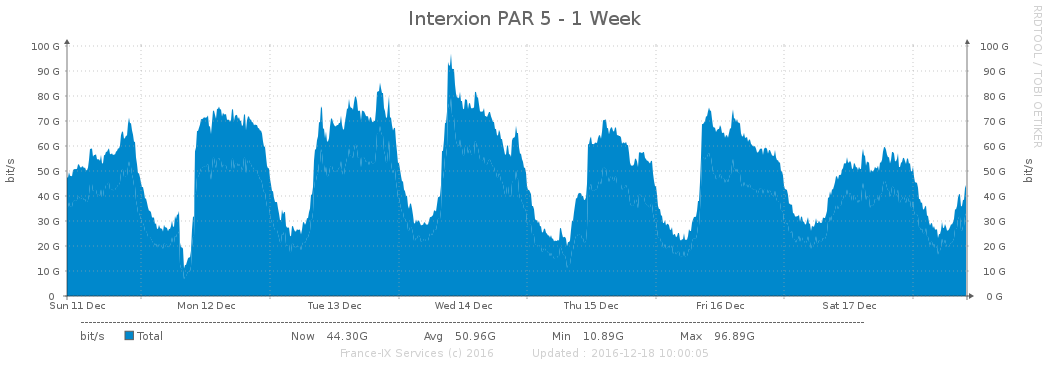 Interxion PAR 5 - 1 Week
RRDTOOL / TOBI OETIKER
100 G 100 G
90 G 90 G
80 G 80 G
70 G 70 G
60 G 60 G
50 G 50 G
40 G 40 G
30 G 30 G
20 G 20 G
10 G 10 G
0 0 G
bit/s bit/s
Sun 11 Dec Mon 12 Dec Tue 13 Dec Wed 14 Dec Thu 15 Dec Fri 16 Dec Sat 17 Dec
bit/s Total Now 44.30G Avg 50.96G Min 10.89G Max 96.89G
France-IX Services (c) 2016 Updated : 2016-12-18 10:00:05